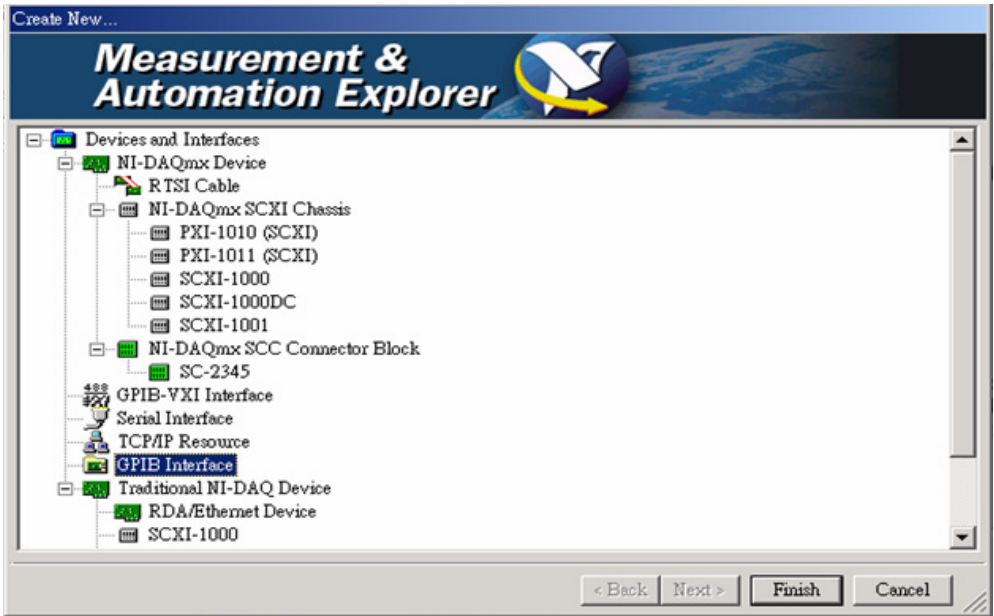 Create New...
Measurement &
Automation Explorer
Devices and Interfaces
NI-DAQmx Device
RTSI Cable
NI-DAQmx SCXI Chassis
PXI-1010 (SCXI)
PXI-1011 (SCXI)
SCXI-1000
SCXI-1000DC
SCXI-1001
NI-DAQmx SCC Connector Block
SC-2345
GPIB-VXI Interface
Serial Interface
TCP/IP Resource
GPIB Interface
Traditional NI-DAQ Device
RDA/Ethernet Device
SCXI-1000
< Back Next > Finish Cancel